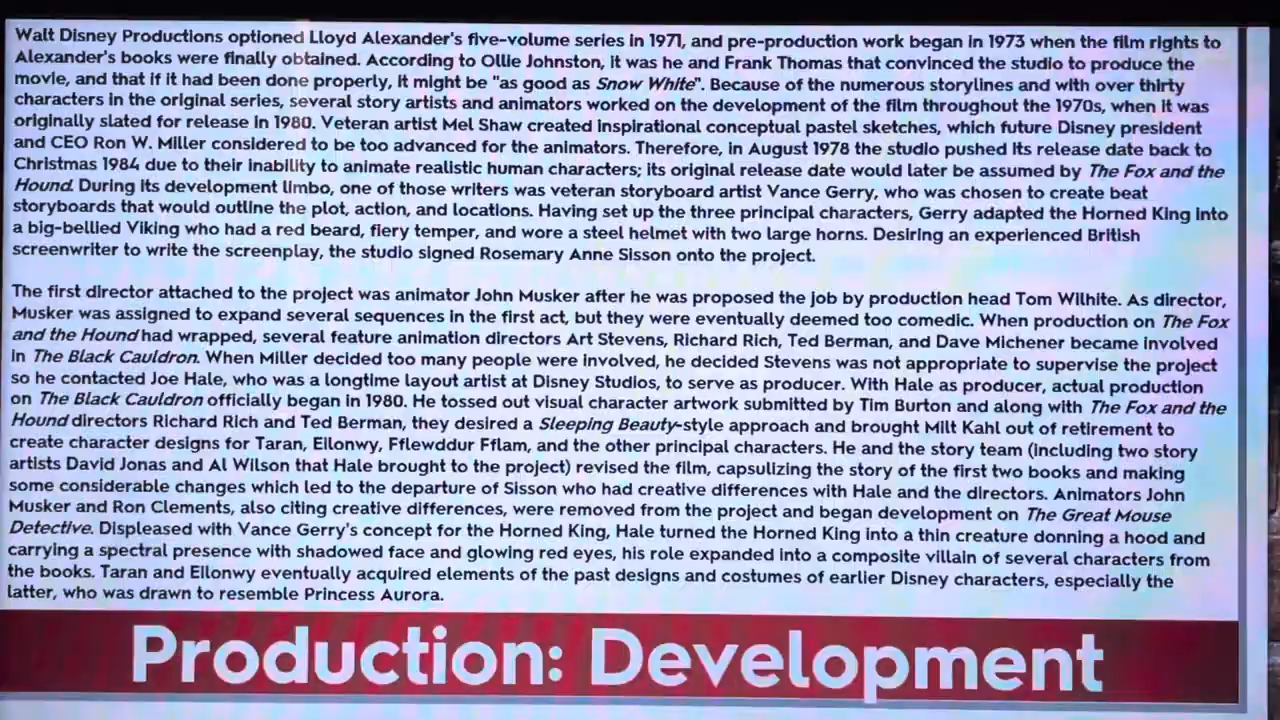 Walt Disney Productions optioned Lloyd Alexander's five-volume series in 1971, and pre-production work began in 1973 when the film rights to
Alexander's books were finally obtained. According to Ollie Johnston, it was he and Frank Thomas that convinced the studio to produce the
movie, and that if it had been done properly, it might be "as good as Snow White". Because of the numerous storylines and with over thirty
characters in the original series, several story artists and animators worked on the development of the film throughout the 1970s, when it was
originally slated for release in 1980. Veteran artist Mel Shaw created inspirational conceptual pastel sketches, which future Disney president
and CEO Ron W. Miller considered to be too advanced for the animators. Therefore, in August 1978 the studio pushed its release date back to
Christmas 1984 due to their inability to animate realistic human characters; its original release date would later be assumed by The Fox and the
Hound. During its development limbo, one of those writers was veteran storyboard artist Vance Gerry, who was chosen to create beat
storyboards that would outline the plot, action, and locations. Having set up the three principal characters, Gerry adapted the Horned King into
a big-bellied Viking who had a red beard, fiery temper, and wore a steel helmet with two large horns. Desiring an experienced British
screenwriter to write the screenplay, the studio signed Rosemary Anne Sisson onto the project.
The first director attached to the project was animator John Musker after he was proposed the job by production head Tom Wilhite. As director,
Musker was assigned to expand several sequences in the first act, but they were eventually deemed too comedic. When production on The Fox
and the Hound had wrapped, several feature animation directors Art Stevens, Richard Rich, Ted Berman, and Dave Michener became involved
in The Black Cauldron. When Miller decided too many people were involved, he decided Stevens was not appropriate to supervise the project
so he contacted Joe Hale, who was a longtime layout artist at Disney Studios, to serve as producer. With Hale as producer, actual production
on The Black Cauldron officially began in 1980. He tossed out visual character artwork submitted by Tim Burton and along with The Fox and the
Hound directors Richard Rich and Ted Berman, they desired a Sleeping Beauty-style approach and brought Milt Kahl out of retirement to
create character designs for Taran, Eilonwy, Fflewddur Fflam, and the other principal characters. He and the story team (including two story
artists David Jonas and Al Wilson that Hale brought to the project) revised the film, capsulizing the story of the first two books and making
some considerable changes which led to the departure of Sisson who had creative differences with Hale and the directors. Animators John
Musker and Ron Clements, also citing creative differences, were removed from the project and began development on The Great Mouse
Detective. Displeased with Vance Gerry's concept for the Horned King, Hale turned the Horned King into a thin creature donning a hood and
carrying a spectral presence with shadowed face and glowing red eyes, his role expanded into a composite villain of several characters from
the books. Taran and Eilonwy eventually acquired elements of the past designs and costumes of earlier Disney characters, especially the
latter, who was drawn to resemble Princess Aurora.
Production: Development